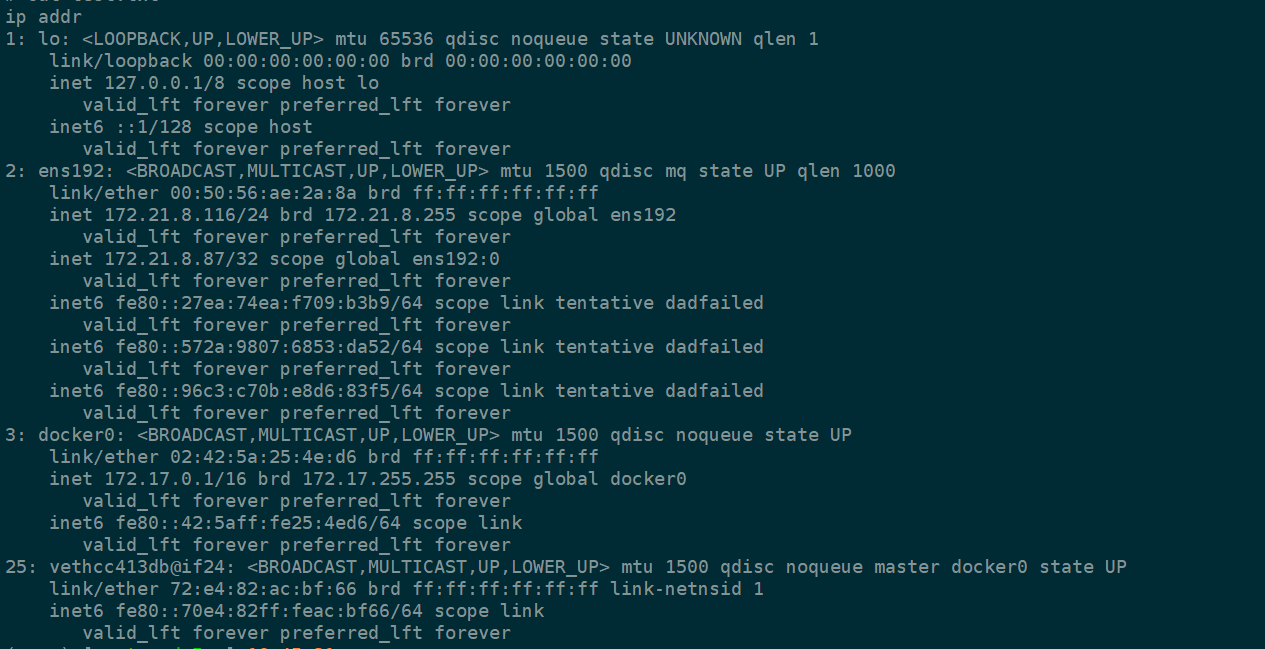 ip addr
1: lo: <LOOPBACK,UP,LOWER_UP> mtu 65536 qdisc noqueue state UNKNOWN qlen 1
    link/loopback 00:00:00:00:00:00 brd 00:00:00:00:00:00
    inet 127.0.0.1/8 scope host lo
       valid_lft forever preferred_lft forever
    inet6 ::1/128 scope host
       valid_lft forever preferred_lft forever
2: ens192: <BROADCAST,MULTICAST,UP,LOWER_UP> mtu 1500 qdisc mq state UP qlen 1000
    link/ether 00:50:56:ae:2a:8a brd ff:ff:ff:ff:ff:ff
    inet 172.21.8.116/24 brd 172.21.8.255 scope global ens192
       valid_lft forever preferred_lft forever
    inet 172.21.8.87/32 scope global ens192:0
       valid_lft forever preferred_lft forever
    inet6 fe80::27ea:74ea:f709:b3b9/64 scope link tentative dadfailed
       valid_lft forever preferred_lft forever
    inet6 fe80::572a:9807:6853:da52/64 scope link tentative dadfailed
       valid_lft forever preferred_lft forever
    inet6 fe80::96c3:c70b:e8d6:83f5/64 scope link tentative dadfailed
       valid_lft forever preferred_lft forever
3: docker0: <BROADCAST,MULTICAST,UP,LOWER_UP> mtu 1500 qdisc noqueue state UP
    link/ether 02:42:5a:25:4e:d6 brd ff:ff:ff:ff:ff:ff
    inet 172.17.0.1/16 brd 172.17.255.255 scope global docker0
       valid_lft forever preferred_lft forever
    inet6 fe80::42:5aff:fe25:4ed6/64 scope link
       valid_lft forever preferred_lft forever
25: vethcc413db@if24: <BROADCAST,MULTICAST,UP,LOWER_UP> mtu 1500 qdisc noqueue master docker0 state UP
    link/ether 72:e4:82:ac:bf:66 brd ff:ff:ff:ff:ff:ff link-netnsid 1
    inet6 fe80::70e4:82ff:feac:bf66/64 scope link
       valid_lft forever preferred_lft forever